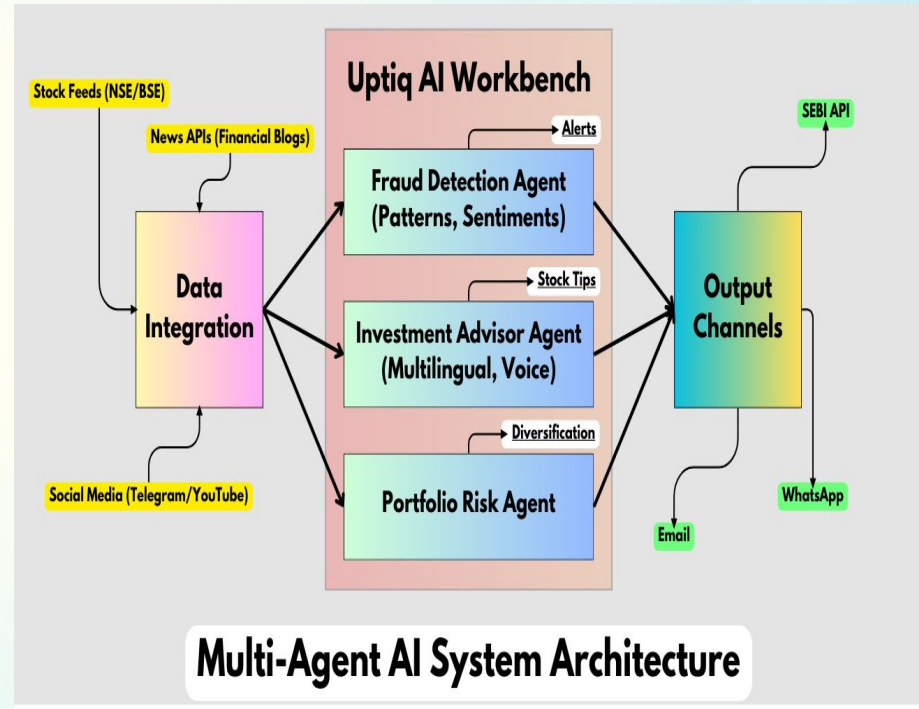 Uptiq AI Workbench
Stock Feeds (NSE/BSE)
News APIs (Financial Blogs)
Data
Integration
Social Media (Telegram/YouTube)
Alerts
Fraud Detection Agent
(Patterns, Sentiments)
Stock Tips
Investment Advisor Agent
(Multilingual, Voice)
Diversification
Portfolio Risk Agent
SEBI API
Output
Channels
WhatsApp
Email
Multi-Agent AI System Architecture